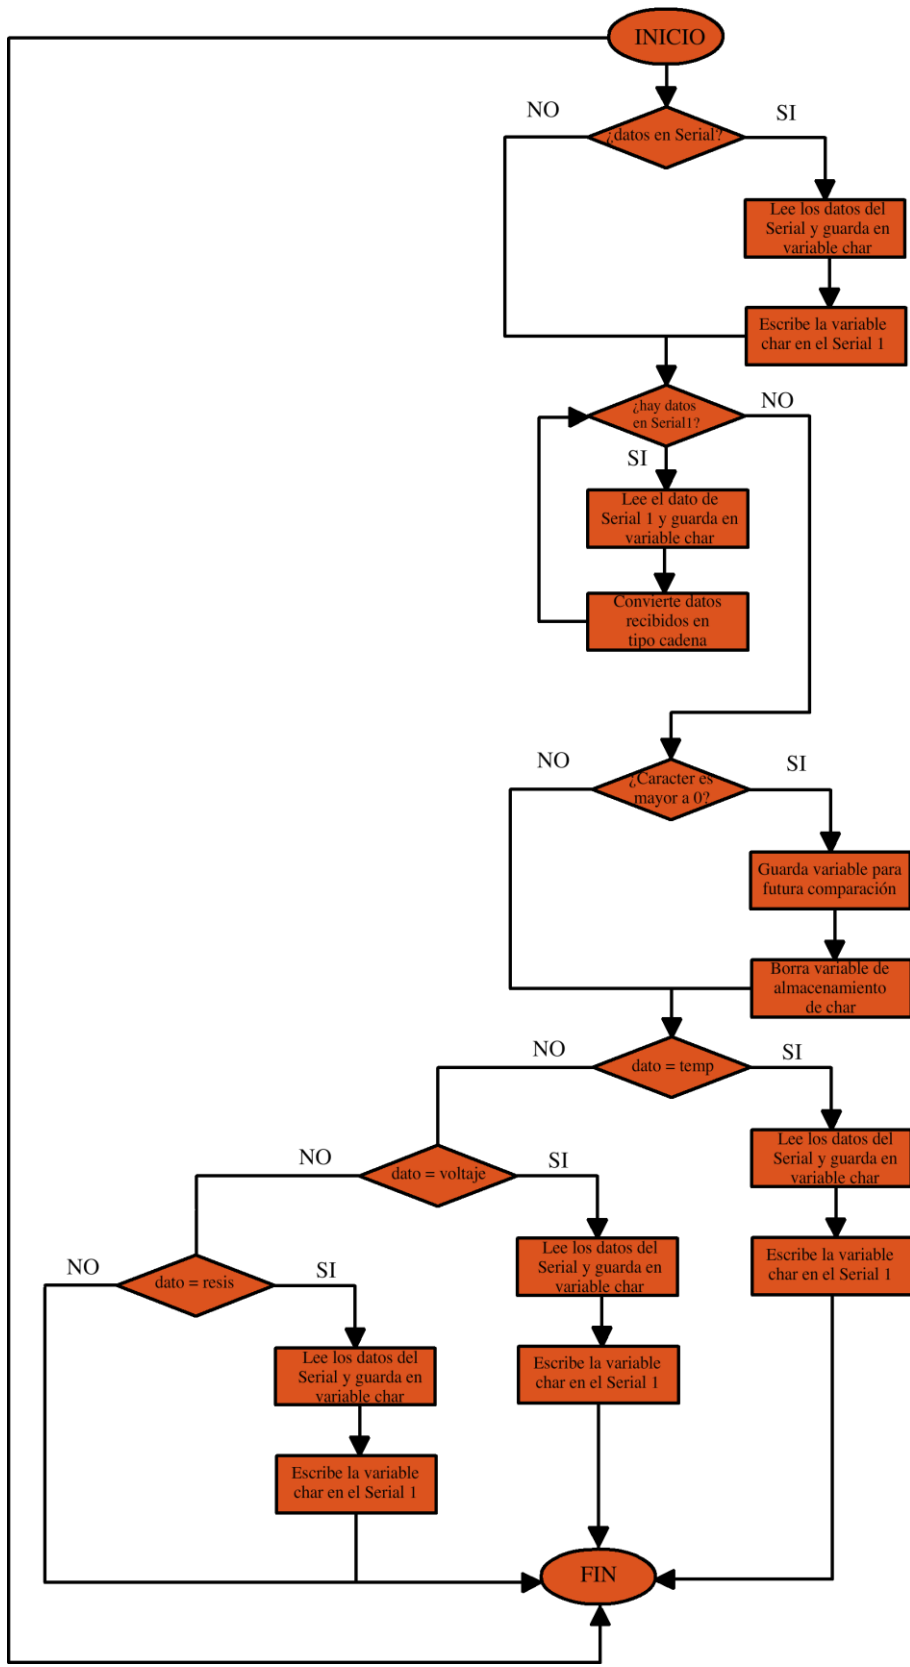 INICIO
NO
SI
¿datos en Serial?
Lee los datos del
Serial y guarda en
variable char
Escribe la variable
char en el Serial 1
¿hay datos
en Serial1?
NO
SI
Lee el dato de
Serial 1 y guarda en
variable char
Convierte datos
recibidos en
tipo cadena
NO
SI
¿Caracter es
mayor a 0?
Guarda variable para
futura comparación
Borra variable de
almacenamiento
de char
NO
SI
dato = temp
Lee los datos del
Serial y guarda en
variable char
Escribe la variable
char en el Serial 1
NO
SI
dato = voltaje
Lee los datos del
Serial y guarda en
variable char
Escribe la variable
char en el Serial 1
NO
SI
dato = resis
Lee los datos del
Serial y guarda en
variable char
Escribe la variable
char en el Serial 1
FIN